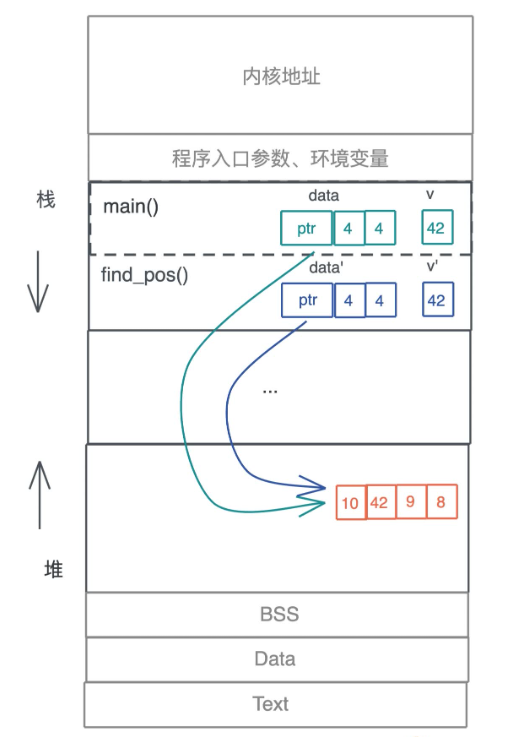 内核地址
程序入口参数、环境变量
栈
data v
main()
ptr 4 4 42
data' v'
find_pos()
ptr 4 4 42
...
10 42 9 8
堆
BSS
Data
Text